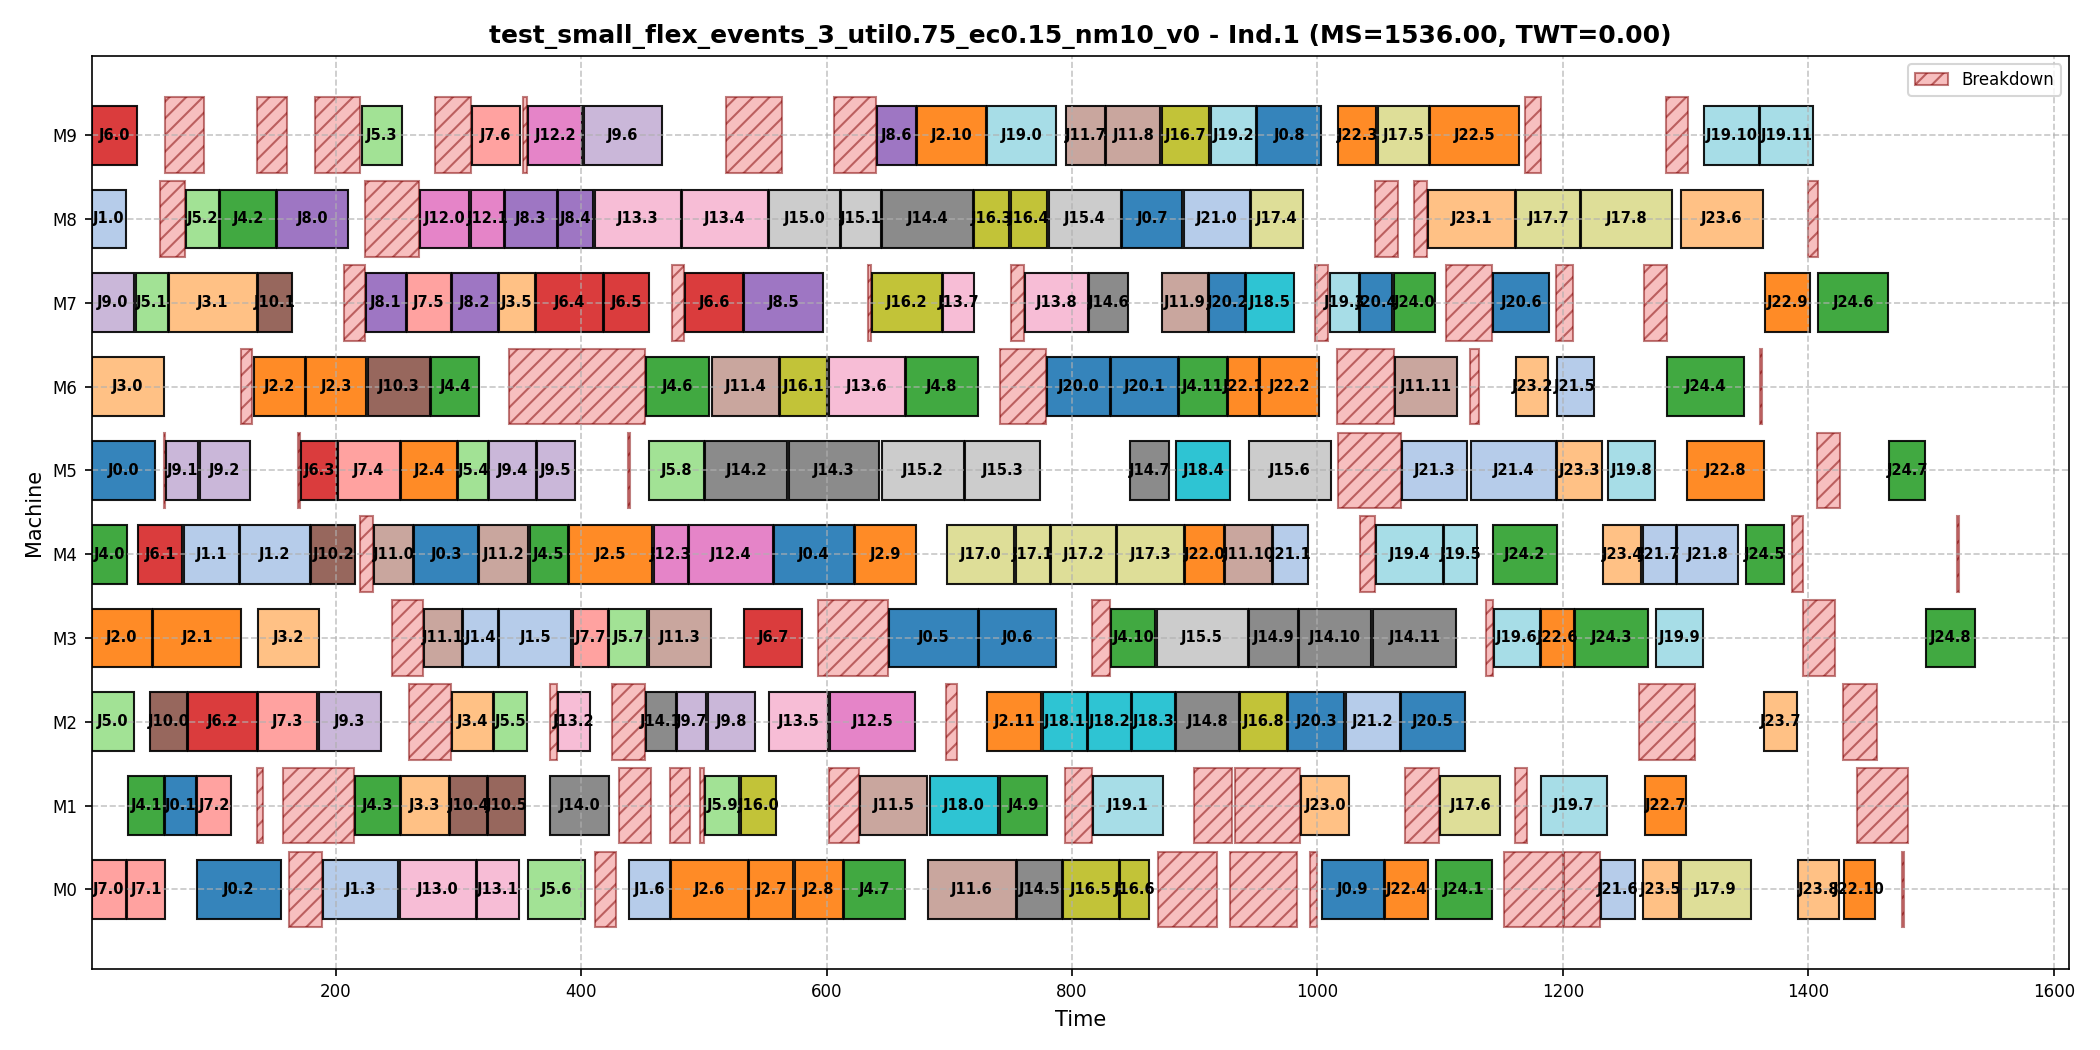 test_small_flex_events_3_util0.75_ec0.15_nm10_v0 - Ind.1 (MS=1536.00, TWT=0.00)
Breakdown
M9 J6.0 J5.3 J7.6 J12.2 J9.6 J8.6 J2.10 J19.0 J11.7 J11.8 J16.7 J19.2 J0.8 J22.3 J17.5 J22.5 J19.10 J19.11
M8 J1.0 J5.2 J4.2 J8.0 J12.0 J12.1 J8.3 J8.4 J13.3 J13.4 J15.0 J15.1 J14.4 J16.3 J16.4 J15.4 J0.7 J21.0 J17.4 J23.1 J17.7 J17.8 J23.6
M7 J9.0 J5.1 J3.1 J10.1 J8.1 J7.5 J8.2 J3.5 J6.4 J6.5 J6.6 J8.5 J16.2 J13.7 J13.8 J14.6 J11.9 J20.2 J18.5 J19.3 J20.4 J24.0 J20.6 J22.9 J24.6
M6 J3.0 J2.2 J2.3 J10.3 J4.4 J4.6 J11.4 J16.1 J13.6 J4.8 J20.0 J20.1 J4.11 J22.1 J22.2 J11.11 J23.2 J21.5 J24.4
M5 J0.0 J9.1 J9.2 J6.3 J7.4 J2.4 J5.4 J9.4 J9.5 J5.8 J14.2 J14.3 J15.2 J15.3 J14.7 J18.4 J15.6 J21.3 J21.4 J23.3 J19.8 J22.8 J24.7
M4 J4.0 J6.1 J1.1 J1.2 J10.2 J11.0 J0.3 J11.2 J4.5 J2.5 J12.3 J12.4 J0.4 J2.9 J17.0 J17.1 J17.2 J17.3 J22.0 J11.10 J21.1 J19.4 J19.5 J24.2 J23.4 J21.7 J21.8 J24.5
M3 J2.0 J2.1 J3.2 J11.1 J1.4 J1.5 J7.7 J5.7 J11.3 J6.7 J0.5 J0.6 J4.10 J15.5 J14.9 J14.10 J14.11 J19.6 J22.6 J24.3 J19.9 J24.8
M2 J5.0 J10.0 J6.2 J7.3 J9.3 J3.4 J5.5 J13.2 J14.1 J9.7 J9.8 J13.5 J12.5 J2.11 J18.1 J18.2 J18.3 J14.8 J16.8 J20.3 J21.2 J20.5 J23.7
M1 J4.1 J0.1 J7.2 J4.3 J3.3 J10.4 J10.5 J14.0 J5.9 J16.0 J11.5 J18.0 J4.9 J19.1 J23.0 J17.6 J19.7 J22.7
M0 J7.0 J7.1 J0.2 J1.3 J13.0 J13.1 J5.6 J1.6 J2.6 J2.7 J2.8 J4.7 J11.6 J14.5 J16.5 J16.6 J0.9 J22.4 J24.1 J21.6 J23.5 J17.9 J23.8 J22.10
200 400 600 800 1000 1200 1400 1600
Time
Machine